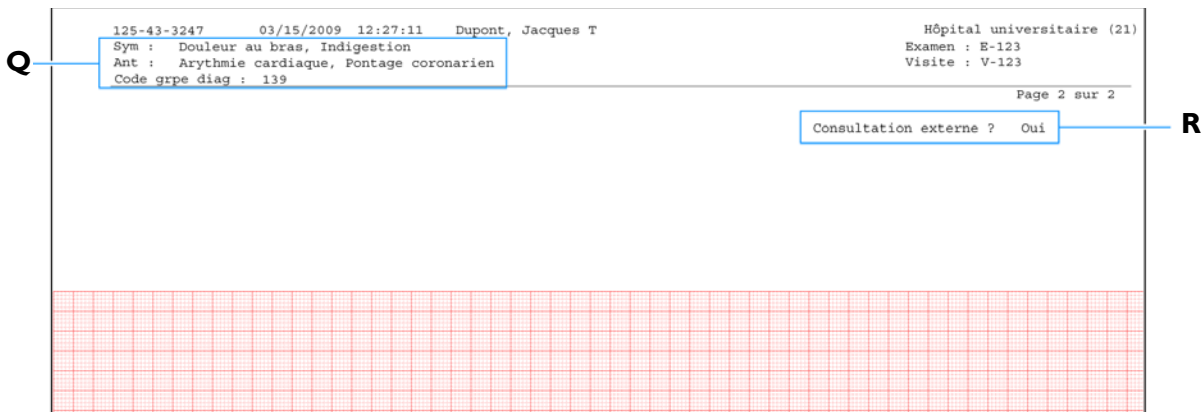 125-43-3247 03/15/2009 12:27:11 Dupont, Jacques T Hôpital universitaire (21)
Sym : Douleur au bras, Indigestion Examen : E-123
Q Ant : Arythmie cardiaque, Pontage coronarien Visite : V-123
Code grpe diag : 139
Page 2 sur 2
Consultation externe ? Oui R